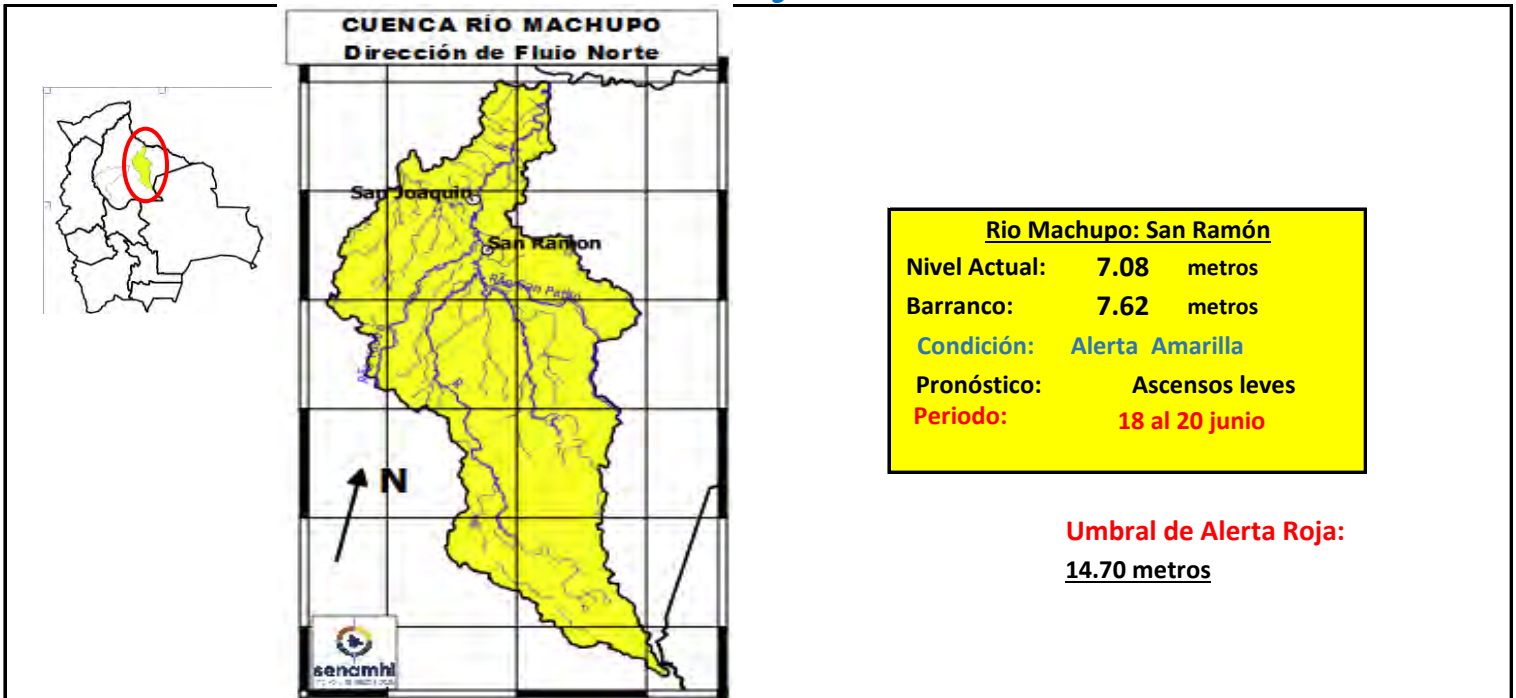 CUENCA RÍO MACHUPO
Dirección de Fluio Norte
San Joaquin
San Ramon
N
senamhi
Rio Machupo: San Ramón
Nivel Actual: 7.08 metros
Barranco: 7.62 metros
Condición: Alerta Amarilla
Pronóstico: Ascensos leves
Periodo: 18 al 20 junio
Umbral de Alerta Roja:
14.70 metros